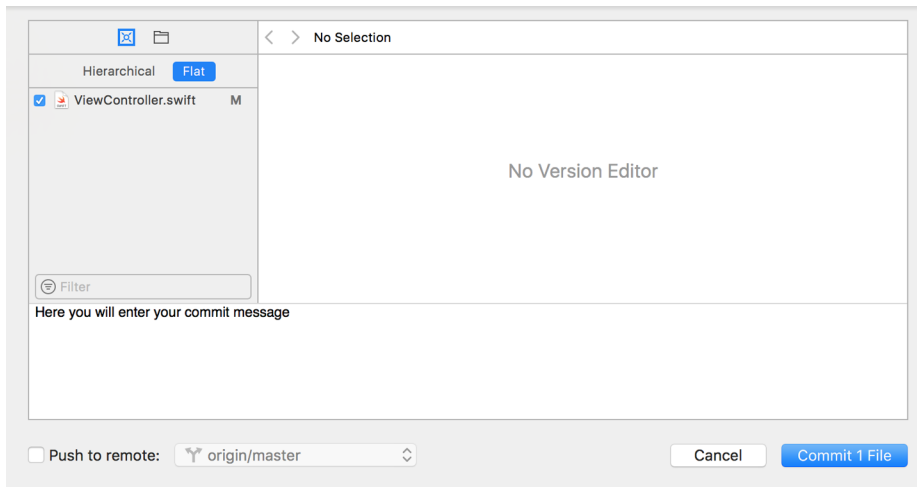 No Selection
Hierarchical Flat
ViewController.swift M
No Version Editor
Filter
Here you will enter your commit message
Push to remote: origin/master Cancel Commit 1 File